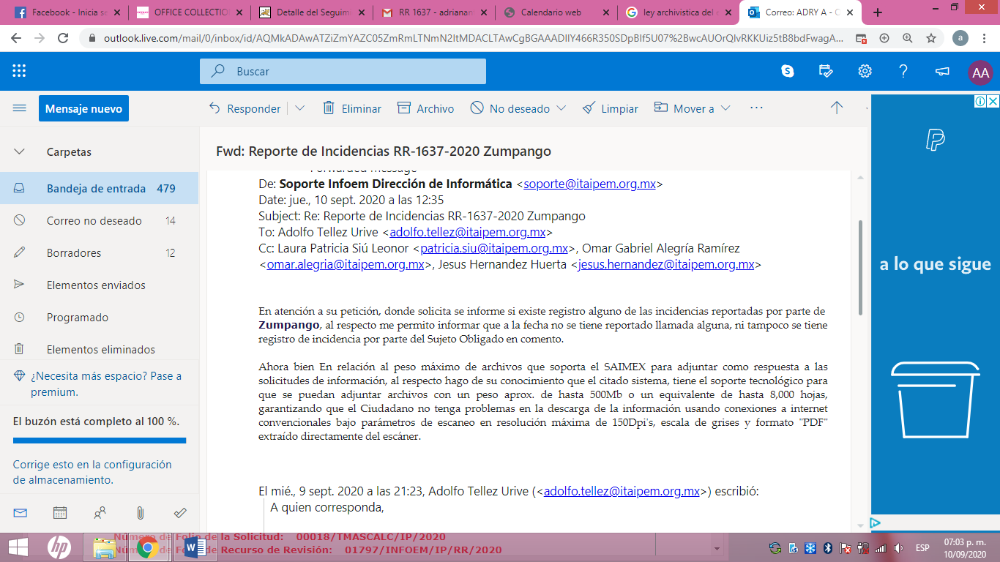 Facebook - Inicia se
OFFICE COLLECTIO
Detalle del Seguimi
RR 1637 - adrianam
Calendario web
ley archivistica del e
Correo: ADRY A - C
outlook.live.com/mail/0/inbox/id/
a
Buscar
AA
Mensaje nuevo
Responder
Eliminar
Archivo
No deseado
Limpiar
Mover a
Carpetas
Bandeja de entrada 479
Correo no deseado 14
Borradores 12
Elementos enviados
Programado
Elementos eliminados
¿Necesita más espacio? Pase a
premium.
El buzón está completo al 100 %.
Corrige esto en la configuración
de almacenamiento.
Fwd: Reporte de Incidencias RR-1637-2020 Zumpango
Forwarded message
De: Soporte Infoem Dirección de Informática <soporte@itaipem.org.mx>
Date: jue., 10 sept. 2020 a las 12:35
Subject: Re: Reporte de Incidencias RR-1637-2020 Zumpango
To: Adolfo Tellez Urive <adolfo.tellez@itaipem.org.mx>
Cc: Laura Patricia Siú Leonor <patricia.siu@itaipem.org.mx>, Omar Gabriel Alegría Ramírez
<omar.alegria@itaipem.org.mx>, Jesus Hernandez Huerta <jesus.hernandez@itaipem.org.mx>
En atención a su petición, donde solicita se informe si existe registro alguno de las incidencias reportadas por parte de
Zumpango, al respecto me permito informar que a la fecha no se tiene reportado llamada alguna, ni tampoco se tiene
registro de incidencia por parte del Sujeto Obligado en comento.
Ahora bien En relación al peso máximo de archivos que soporta el SAIMEX para adjuntar como respuesta a las
solicitudes de información, al respecto hago de su conocimiento que el citado sistema, tiene el soporte tecnológico para
que se puedan adjuntar archivos con un peso aprox. de hasta 500Mb o un equivalente de hasta 8,000 hojas,
garantizando que el Ciudadano no tenga problemas en la descarga de la información usando conexiones a internet
convencionales bajo parámetros de escaneo en resolución máxima de 150Dpi's, escala de grises y formato "PDF"
extraído directamente del escáner.
El mié., 9 sept. 2020 a las 21:23, Adolfo Tellez Urive (<adolfo.tellez@itaipem.org.mx>) escribió:
A quien corresponda,
a lo que sigue
Número de Folio de la Solicitud: 00018/TMASCALC/IP/2020
de Recurso de Revisión: 01797/INFOEM/IP/RR/2020
hp
ESP
07:03 p. m.
10/09/2020